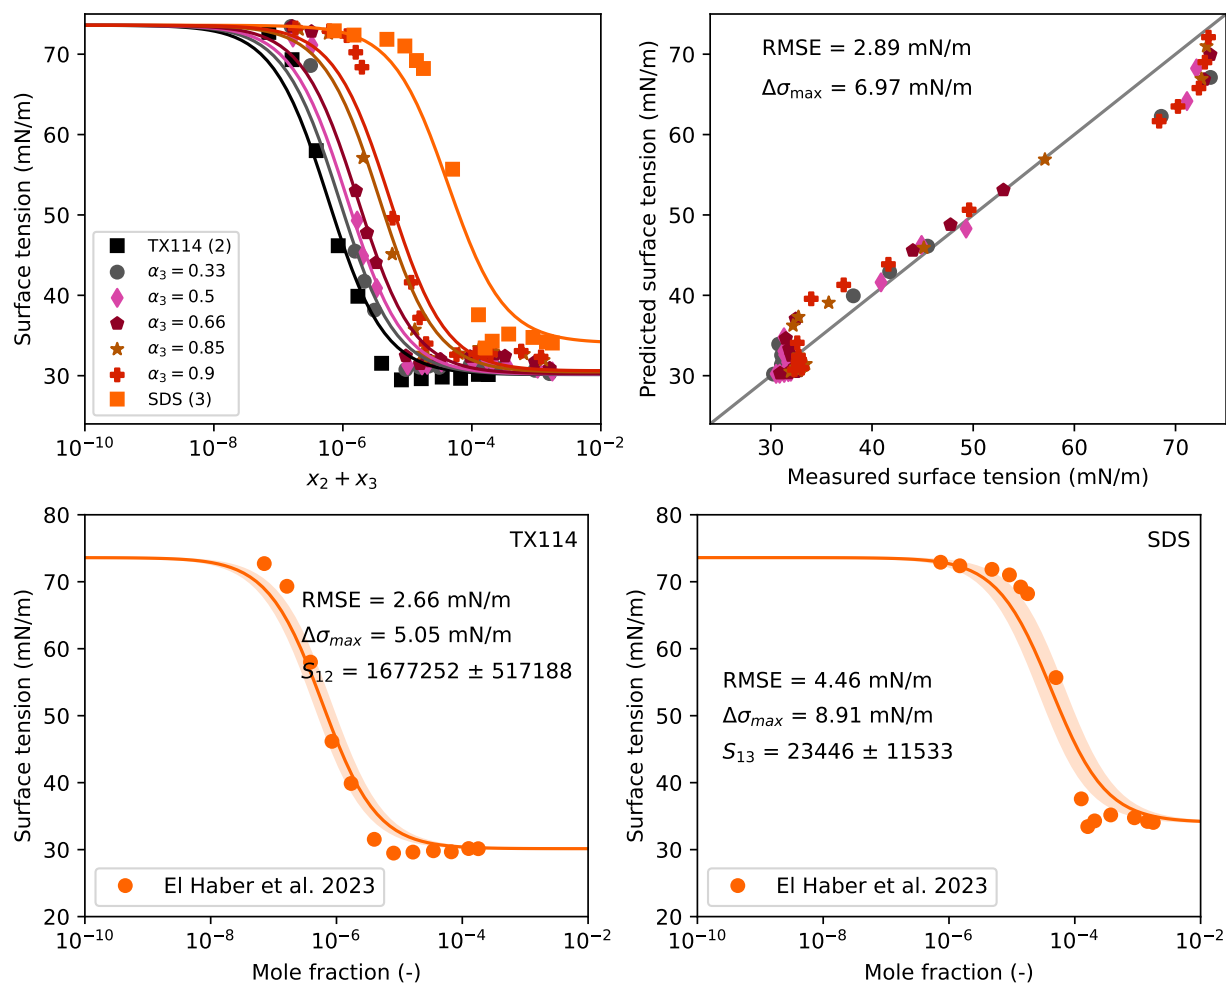 Surface tension (mN/m)
70
60
50
40
30
TX114 (2)
α₃ = 0.33
α₃ = 0.5
α₃ = 0.66
α₃ = 0.85
α₃ = 0.9
SDS (3)
10⁻¹⁰ 10⁻⁸ 10⁻⁶ 10⁻⁴ 10⁻²
x₂ + x₃
Predicted surface tension (mN/m)
70
60
50
40
30
RMSE = 2.89 mN/m
Δσmax = 6.97 mN/m
30 40 50 60 70
Measured surface tension (mN/m)
Surface tension (mN/m)
80
70
60
50
40
30
20
TX114
RMSE = 2.66 mN/m
Δσmax = 5.05 mN/m
S₁₂ = 1677252 ± 517188
El Haber et al. 2023
10⁻¹⁰ 10⁻⁸ 10⁻⁶ 10⁻⁴ 10⁻²
Mole fraction (-)
Surface tension (mN/m)
80
70
60
50
40
30
20
SDS
RMSE = 4.46 mN/m
Δσmax = 8.91 mN/m
S₁₃ = 23446 ± 11533
El Haber et al. 2023
10⁻¹⁰ 10⁻⁸ 10⁻⁶ 10⁻⁴ 10⁻²
Mole fraction (-)